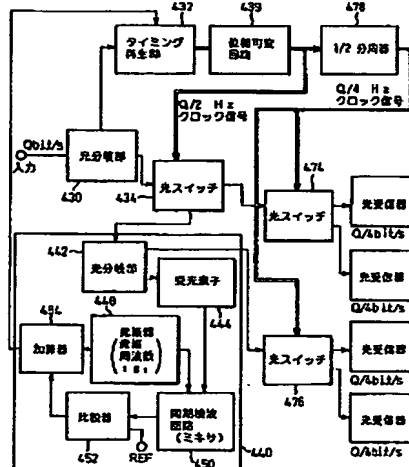 432
タイミング
再生部
439
位相可変
回路
478
1/2 分周器
Q/2 Hz
クロック信号
Q/4 Hz
クロック信号
Qbit/s
入力
光分岐部
430
434
光スイッチ
474
光スイッチ
光受信器
Q/4bit/s
光受信器
Q/4bit/s
442
光分岐部
受光素子
444
454
加算器
448
発振器
発振
周波数
452
比較器
REF
同期検波
回路
(ミキサ)
450
440
光スイッチ
476
光受信器
Q/4bit/s
光受信器
Q/4bit/s